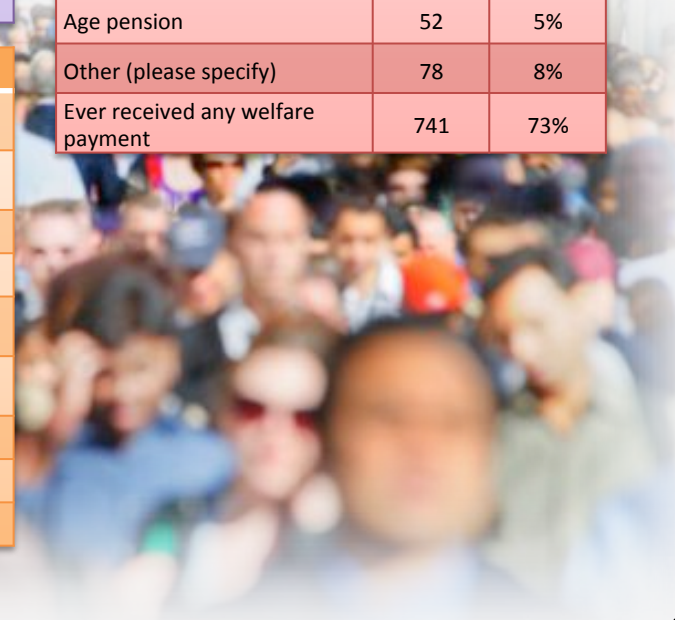 Age pension 52 5%
Other (please specify) 78 8%
Ever received any welfare
payment 741 73%